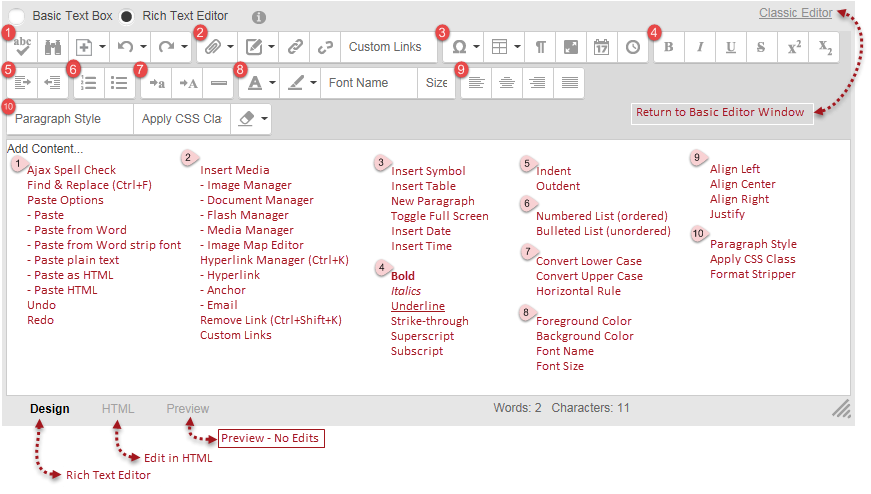 Basic Text Box Rich Text Editor Classic Editor
1 abc 2 Custom Links 3 Ω 17 4 B I U S x² x₂
5 6 7 a A 8 A Font Name Size 9
10 Paragraph Style Apply CSS Cla
Return to Basic Editor Window
Add Content...
1 Ajax Spell Check
Find & Replace (Ctrl+F)
Paste Options
- Paste
- Paste from Word
- Paste from Word strip font
- Paste plain text
- Paste as HTML
- Paste HTML
Undo
Redo
2 Insert Media
- Image Manager
- Document Manager
- Flash Manager
- Media Manager
- Image Map Editor
Hyperlink Manager (Ctrl+K)
- Hyperlink
- Anchor
- Email
Remove Link (Ctrl+Shift+K)
Custom Links
3 Insert Symbol
Insert Table
New Paragraph
Toggle Full Screen
Insert Date
Insert Time
4 Bold
Italics
Underline
Strike-through
Superscript
Subscript
5 Indent
Outdent
6 Numbered List (ordered)
Bulleted List (unordered)
7 Convert Lower Case
Convert Upper Case
Horizontal Rule
8 Foreground Color
Background Color
Font Name
Font Size
9 Align Left
Align Center
Align Right
Justify
10 Paragraph Style
Apply CSS Class
Format Stripper
Design HTML Preview Words: 2 Characters: 11
Preview - No Edits
Edit in HTML
Rich Text Editor